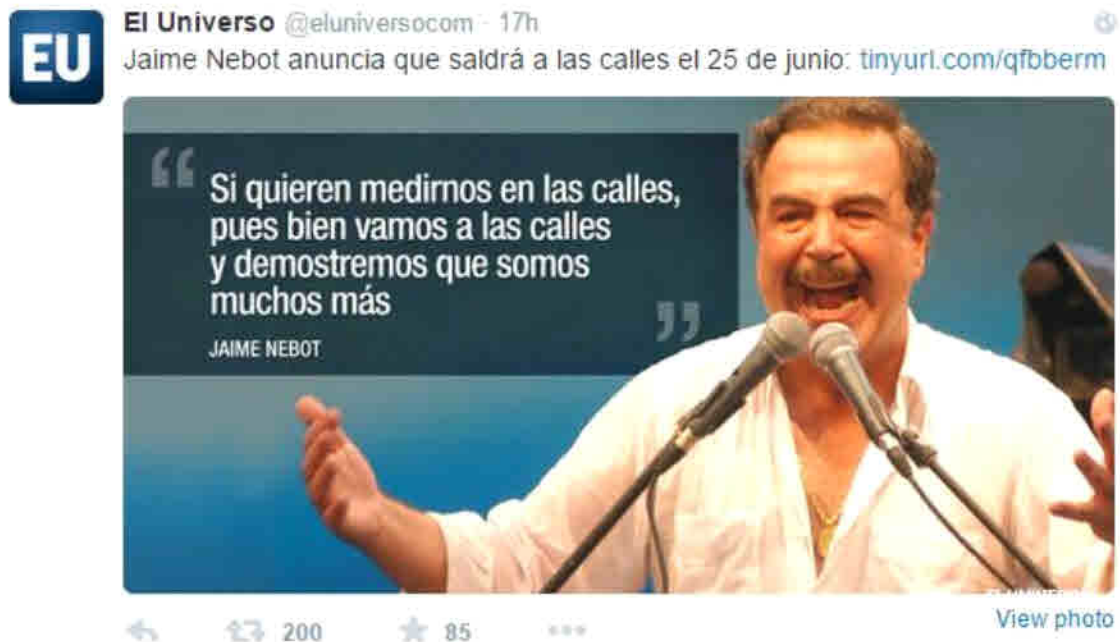 El Universo @eluniversocom · 17h
EU
Jaime Nebot anuncia que saldrá a las calles el 25 de junio: tinyurl.com/qfbberm
“
Si quieren medirnos en las calles,
pues bien vamos a las calles
y demostremos que somos
muchos más
”
JAIME NEBOT
EL UNIVERSO
View photo
200 85